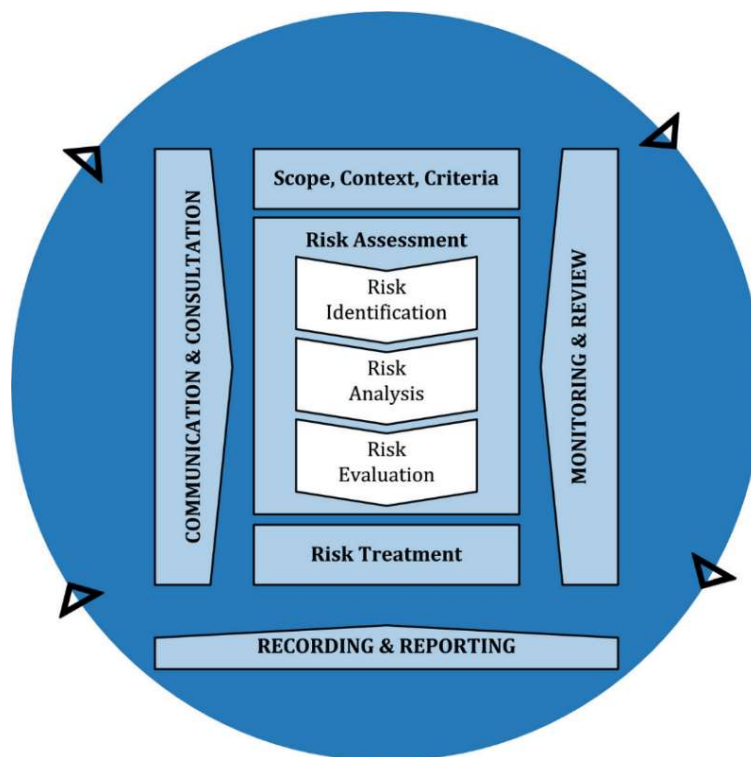 Scope, Context, Criteria
Risk Assessment
Risk
Identification
Risk
Analysis
Risk
Evaluation
Risk Treatment
COMMUNICATION & CONSULTATION
MONITORING & REVIEW
RECORDING & REPORTING